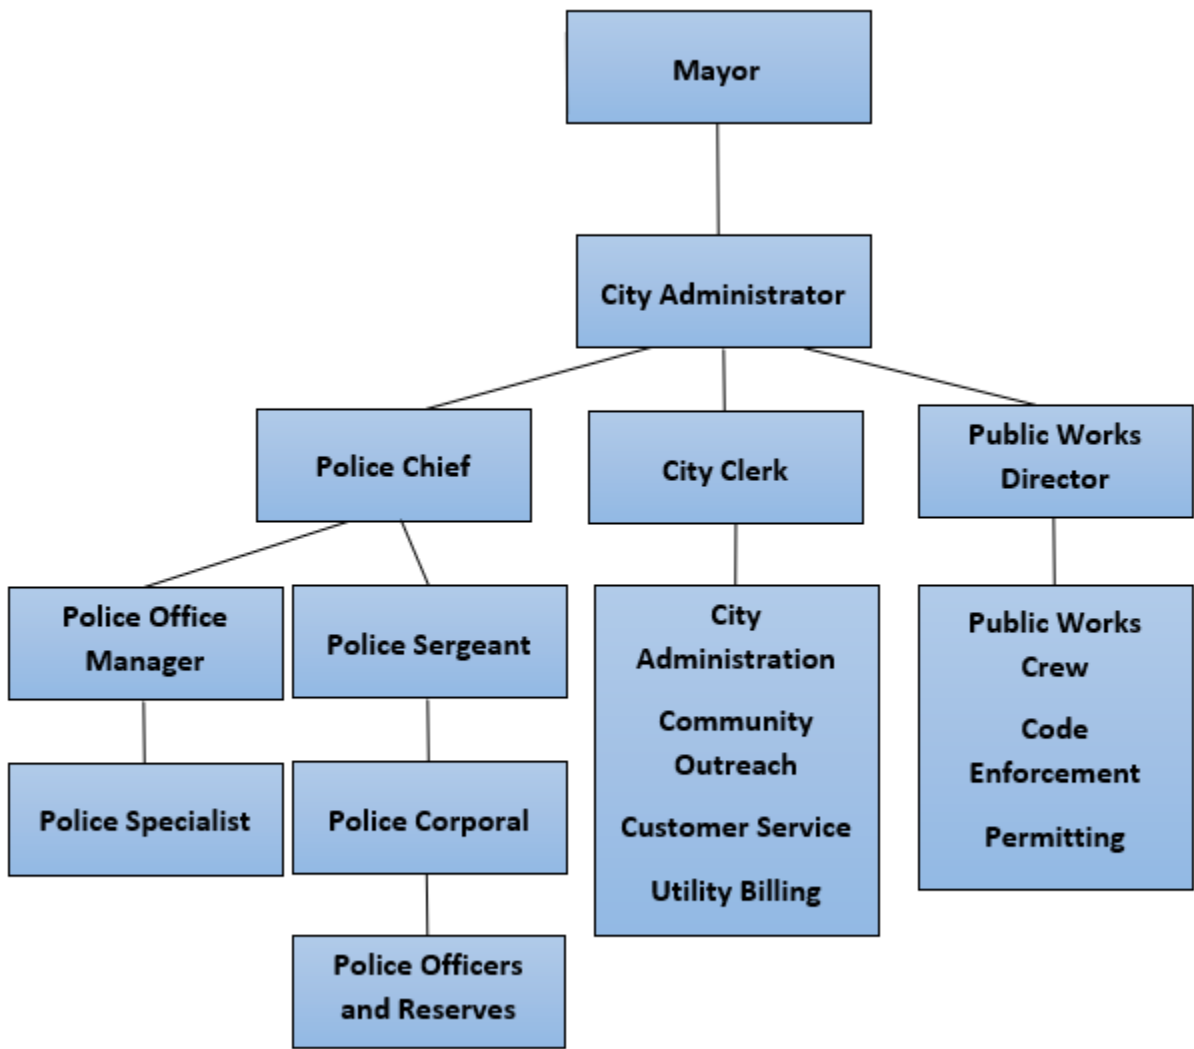 Mayor
City Administrator
Police Chief
City Clerk
Public Works
Director
Police Office
Manager
Police Sergeant
City
Administration
Community
Outreach
Customer Service
Utility Billing
Public Works
Crew
Code
Enforcement
Permitting
Police Specialist
Police Corporal
Police Officers
and Reserves